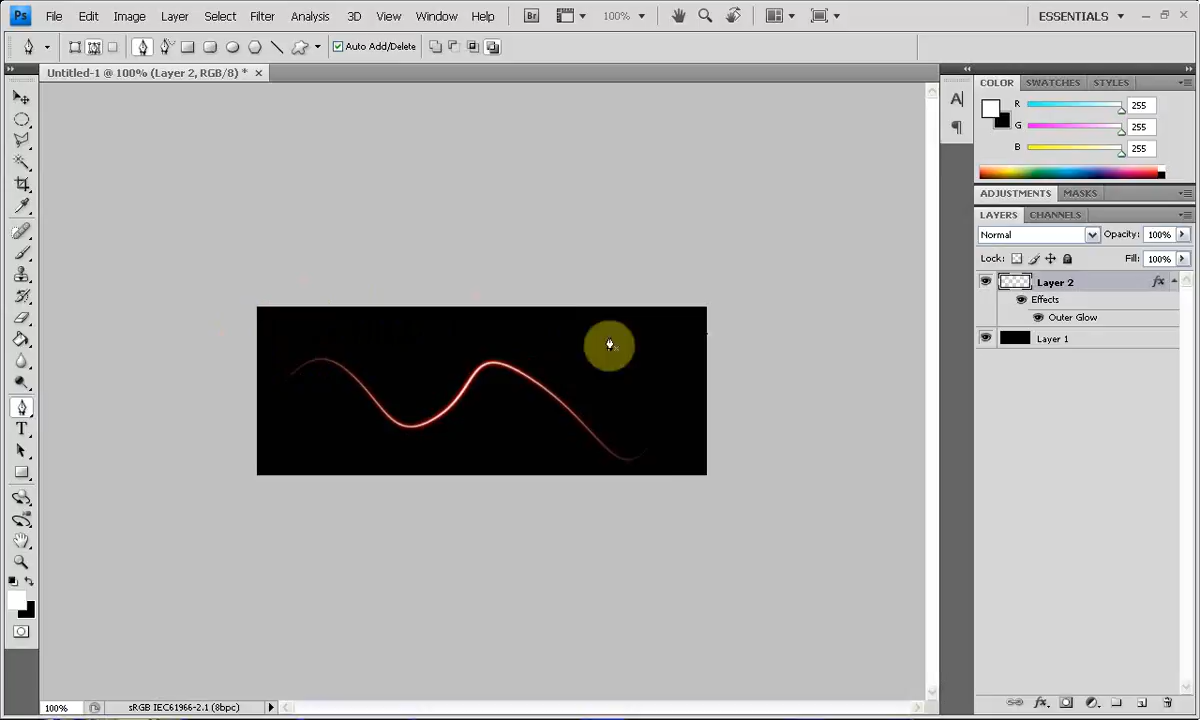 Ps File Edit Image Layer Select Filter Analysis 3D View Window Help Br 100% ESSENTIALS
Auto Add/Delete
Untitled-1 @ 100% (Layer 2, RGB/8) *
COLOR SWATCHES STYLES
R 255
G 255
B 255
ADJUSTMENTS MASKS
LAYERS CHANNELS
Normal Opacity: 100%
Lock: Fill: 100%
Layer 2 fx
Effects
Outer Glow
Layer 1
T
A
fx
100% sRGB IEC61966-2.1 (8bpc)